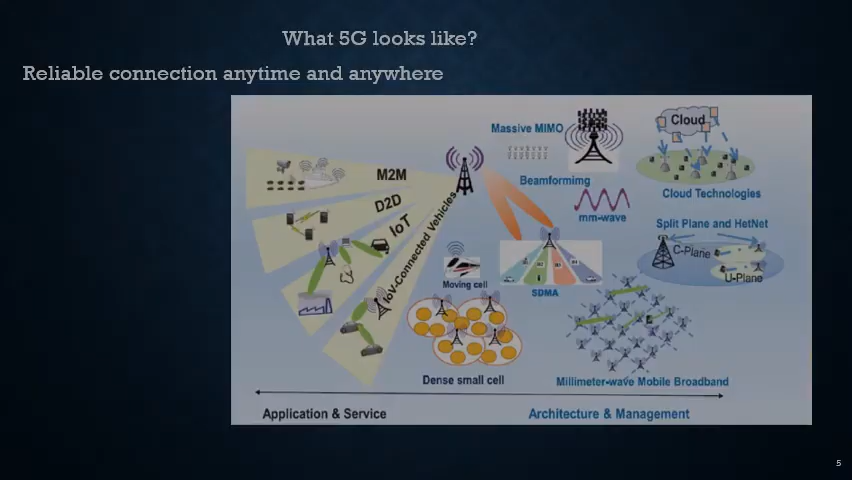 What 5G looks like?
Reliable connection anytime and anywhere
Massive MIMO
Cloud
M2M
Beamforming
Cloud Technologies
D2D
mm-wave
IoT
Split Plane and HetNet
IoV-Connected Vehicles
C-Plane
U-Plane
Moving cell
SDMA
Dense small cell
Millimeter-wave Mobile Broadband
Application & Service
Architecture & Management
5